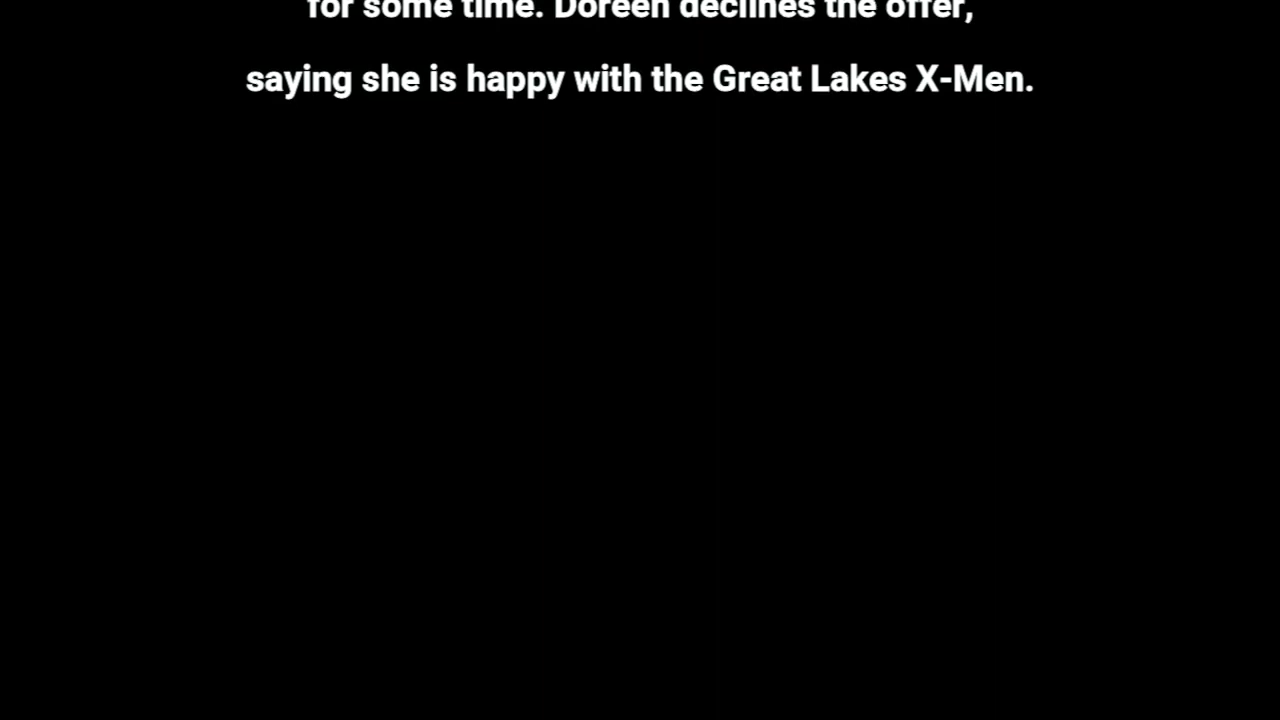 for some time. Doreen declines the offer,
saying she is happy with the Great Lakes X-Men.